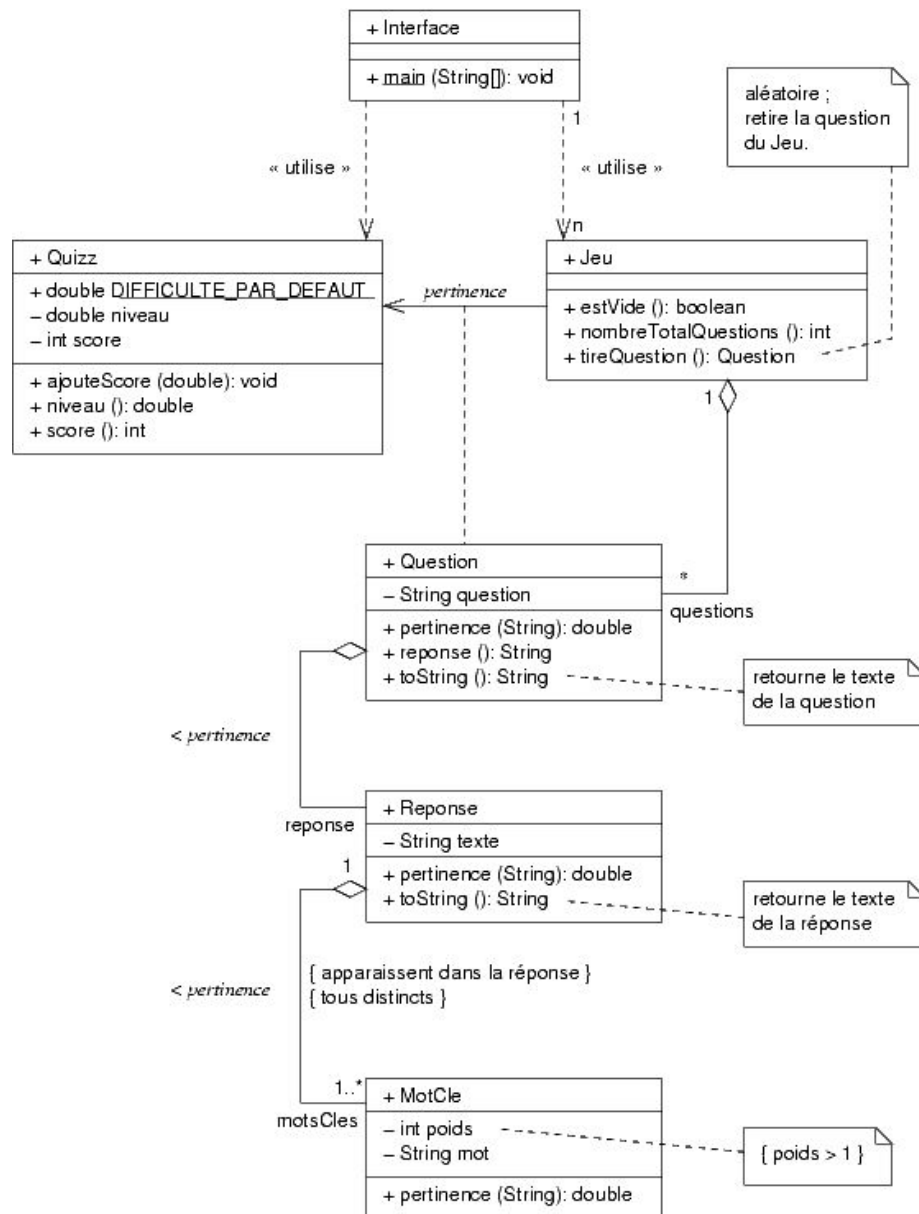 + Interface
+ main (String[]): void
1
« utilise »
« utilise »
n
aléatoire ;
retire la question
du Jeu.
+ Quizz
+ double DIFFICULTE_PAR_DEFAUT
– double niveau
– int score
+ ajouteScore (double): void
+ niveau (): double
+ score (): int
pertinence
+ Jeu
+ estVide (): boolean
+ nombreTotalQuestions (): int
+ tireQuestion (): Question
1
+ Question
– String question
+ pertinence (String): double
+ reponse (): String
+ toString (): String
*
questions
retourne le texte
de la question
< pertinence
reponse
+ Reponse
– String texte
+ pertinence (String): double
+ toString (): String
1
retourne le texte
de la réponse
{ apparaissent dans la réponse }
{ tous distincts }
< pertinence
1..*
motsCles
+ MotCle
– int poids
– String mot
+ pertinence (String): double
{ poids > 1 }